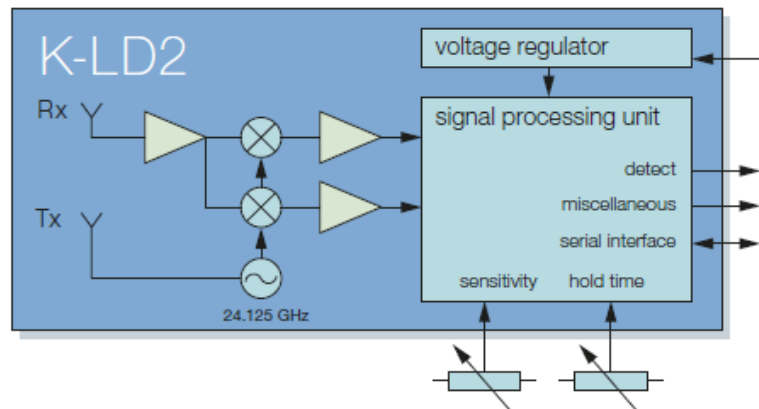 K-LD2
voltage regulator
Rx
signal processing unit
detect
miscellaneous
Tx
serial interface
sensitivity hold time
24.125 GHz